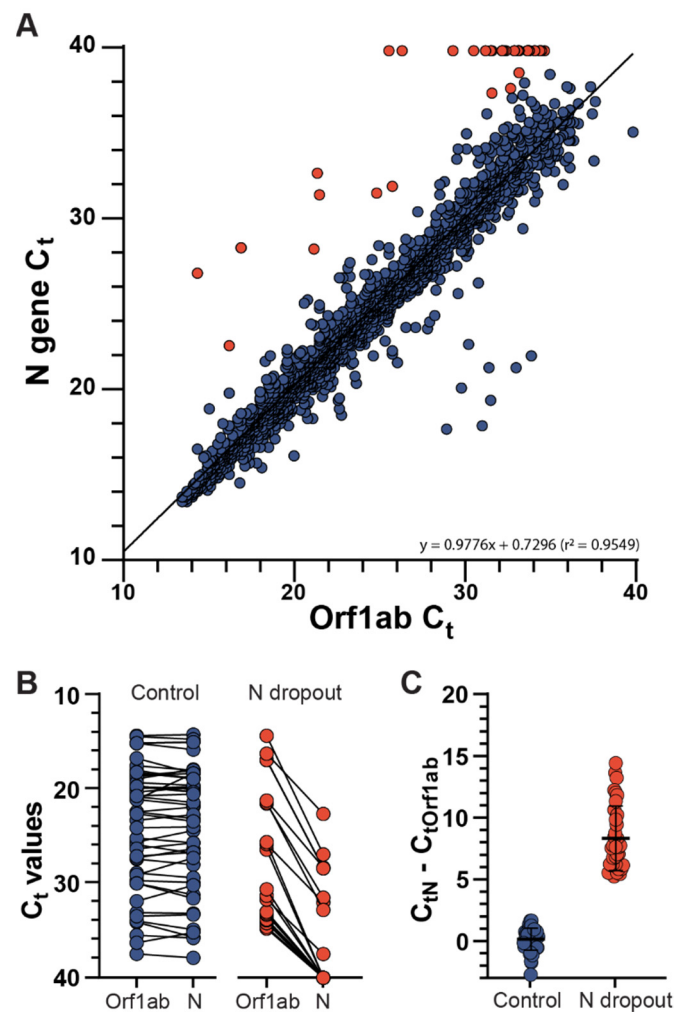 A
40
30
20
10
N gene Ct
y = 0.9776x + 0.7296 (r² = 0.9549)
10
20
30
40
Orf1ab Ct
B
Control
N dropout
10
20
30
40
Ct values
Orf1ab
N
Orf1ab
N
C
20
15
10
5
0
CtN - CtOrf1ab
Control
N dropout